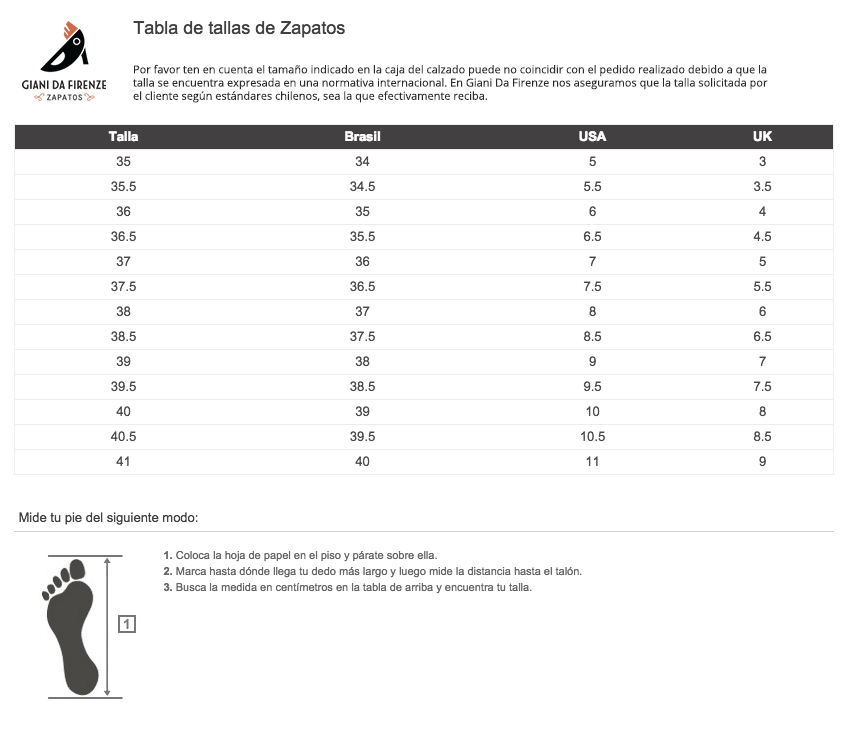 Tabla de tallas de Zapatos
GIANI DA FIRENZE
ZAPATOS
Por favor ten en cuenta el tamaño indicado en la caja del calzado puede no coincidir con el pedido realizado debido a que la
talla se encuentra expresada en una normativa internacional. En Giani Da Firenze nos aseguramos que la talla solicitada por
el cliente según estándares chilenos, sea la que efectivamente reciba.
Talla Brasil USA UK
35 34 5 3
35.5 34.5 5.5 3.5
36 35 6 4
36.5 35.5 6.5 4.5
37 36 7 5
37.5 36.5 7.5 5.5
38 37 8 6
38.5 37.5 8.5 6.5
39 38 9 7
39.5 38.5 9.5 7.5
40 39 10 8
40.5 39.5 10.5 8.5
41 40 11 9
Mide tu pie del siguiente modo:
1. Coloca la hoja de papel en el piso y párate sobre ella.
2. Marca hasta dónde llega tu dedo más largo y luego mide la distancia hasta el talón.
3. Busca la medida en centímetros en la tabla de arriba y encuentra tu talla.
1